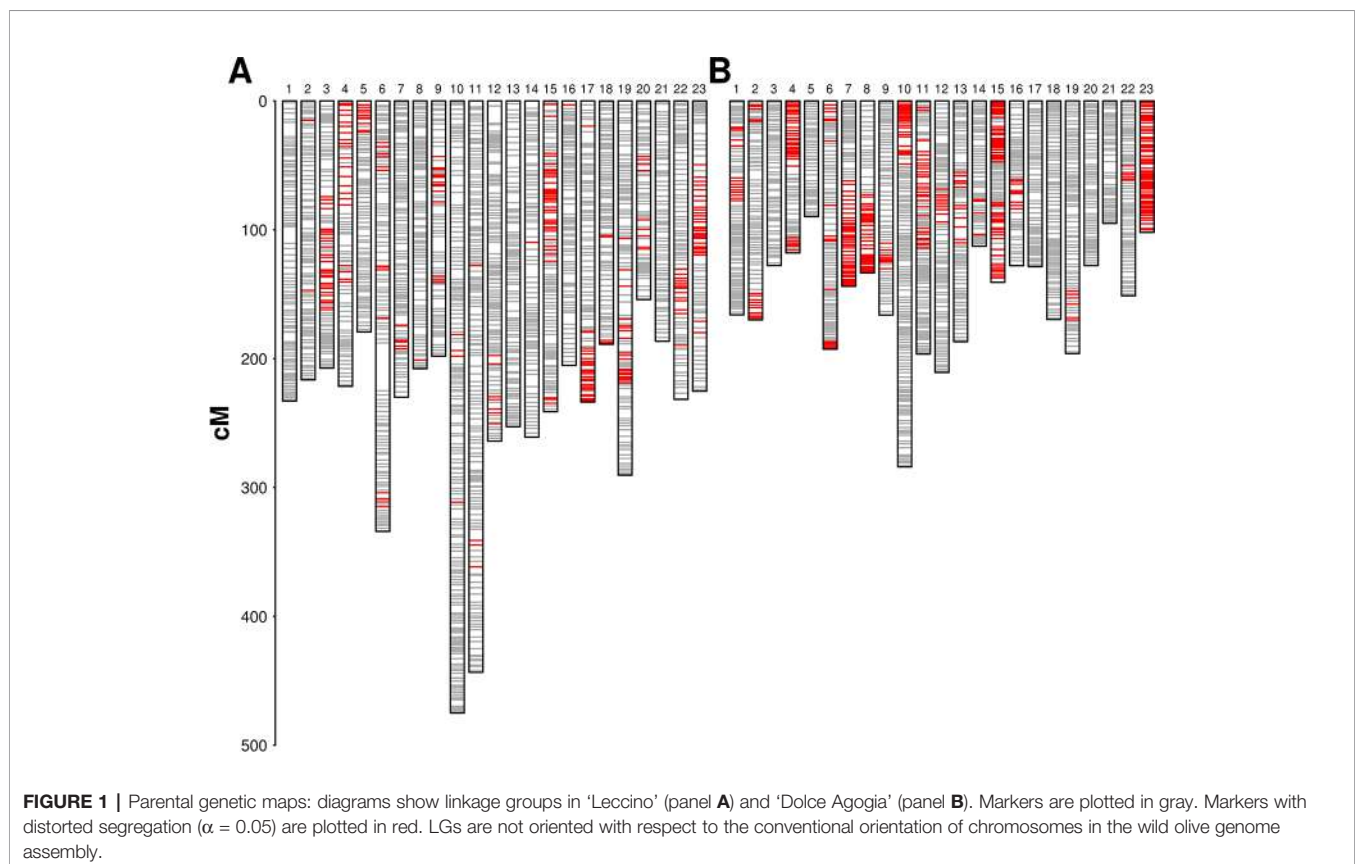 A B
1 2 3 4 5 6 7 8 9 10 11 12 13 14 15 16 17 18 19 20 21 22 23 1 2 3 4 5 6 7 8 9 10 11 12 13 14 15 16 17 18 19 20 21 22 23
0
100
200
cM
300
400
500
FIGURE 1 | Parental genetic maps: diagrams show linkage groups in ‘Leccino’ (panel A) and ‘Dolce Agogia’ (panel B). Markers are plotted in gray. Markers with
distorted segregation (α = 0.05) are plotted in red. LGs are not oriented with respect to the conventional orientation of chromosomes in the wild olive genome
assembly.